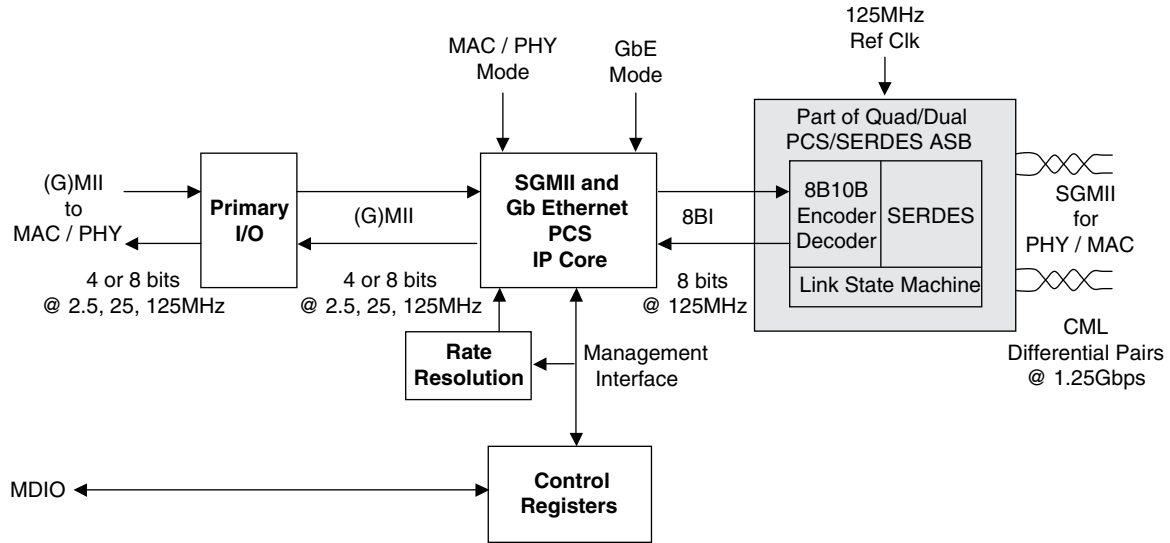 125MHz
Ref Clk
MAC / PHY
Mode
GbE
Mode
Part of Quad/Dual
PCS/SERDES ASB
(G)MII
to
MAC / PHY
4 or 8 bits
@ 2.5, 25, 125MHz
Primary
I/O
(G)MII
4 or 8 bits
@ 2.5, 25, 125MHz
SGMII and
Gb Ethernet
PCS
IP Core
8BI
8 bits
@ 125MHz
8B10B
Encoder
Decoder
SERDES
Link State Machine
SGMII
for
PHY / MAC
CML
Differential Pairs
@ 1.25Gbps
Rate
Resolution
Management
Interface
MDIO
Control
Registers